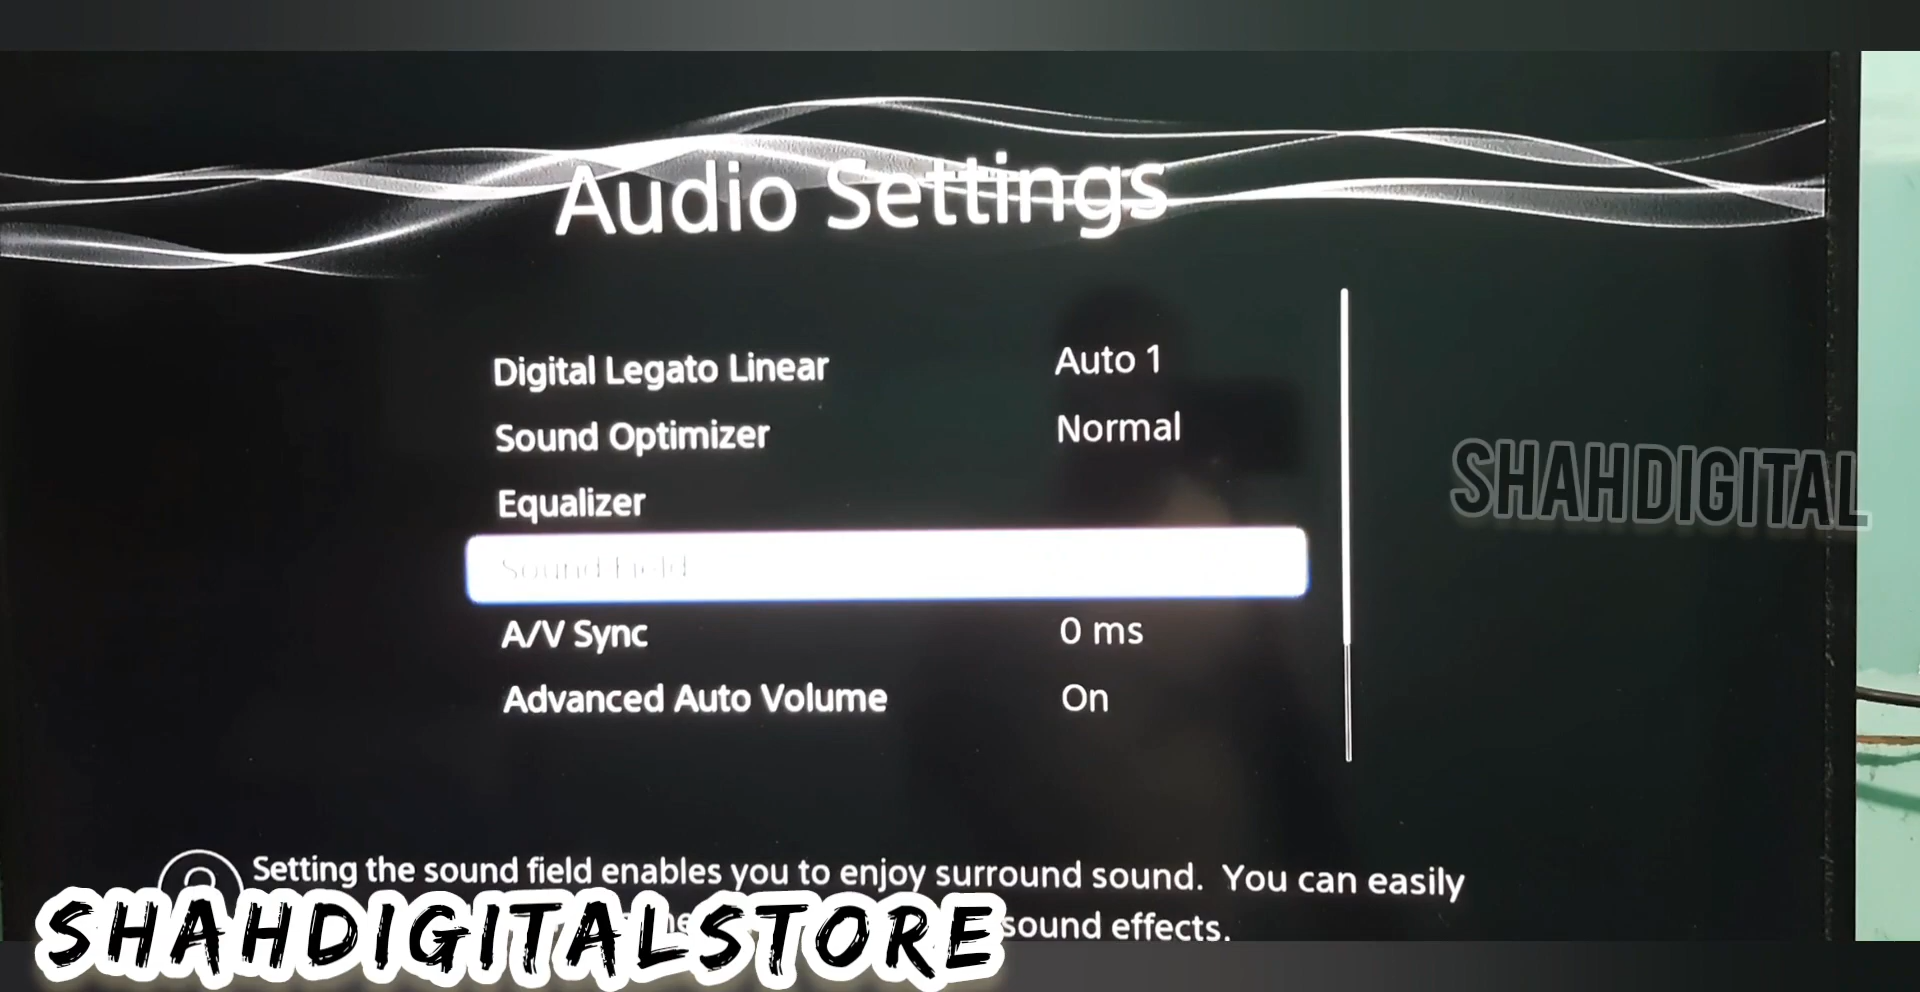 Audio Settings
Digital Legato Linear Auto 1
Sound Optimizer Normal
Equalizer
Sound Field
A/V Sync 0 ms
Advanced Auto Volume On
SHAHDIGITAL
Setting the sound field enables you to enjoy surround sound. You can easily
sound effects.
SHAHDIGITALSTORE